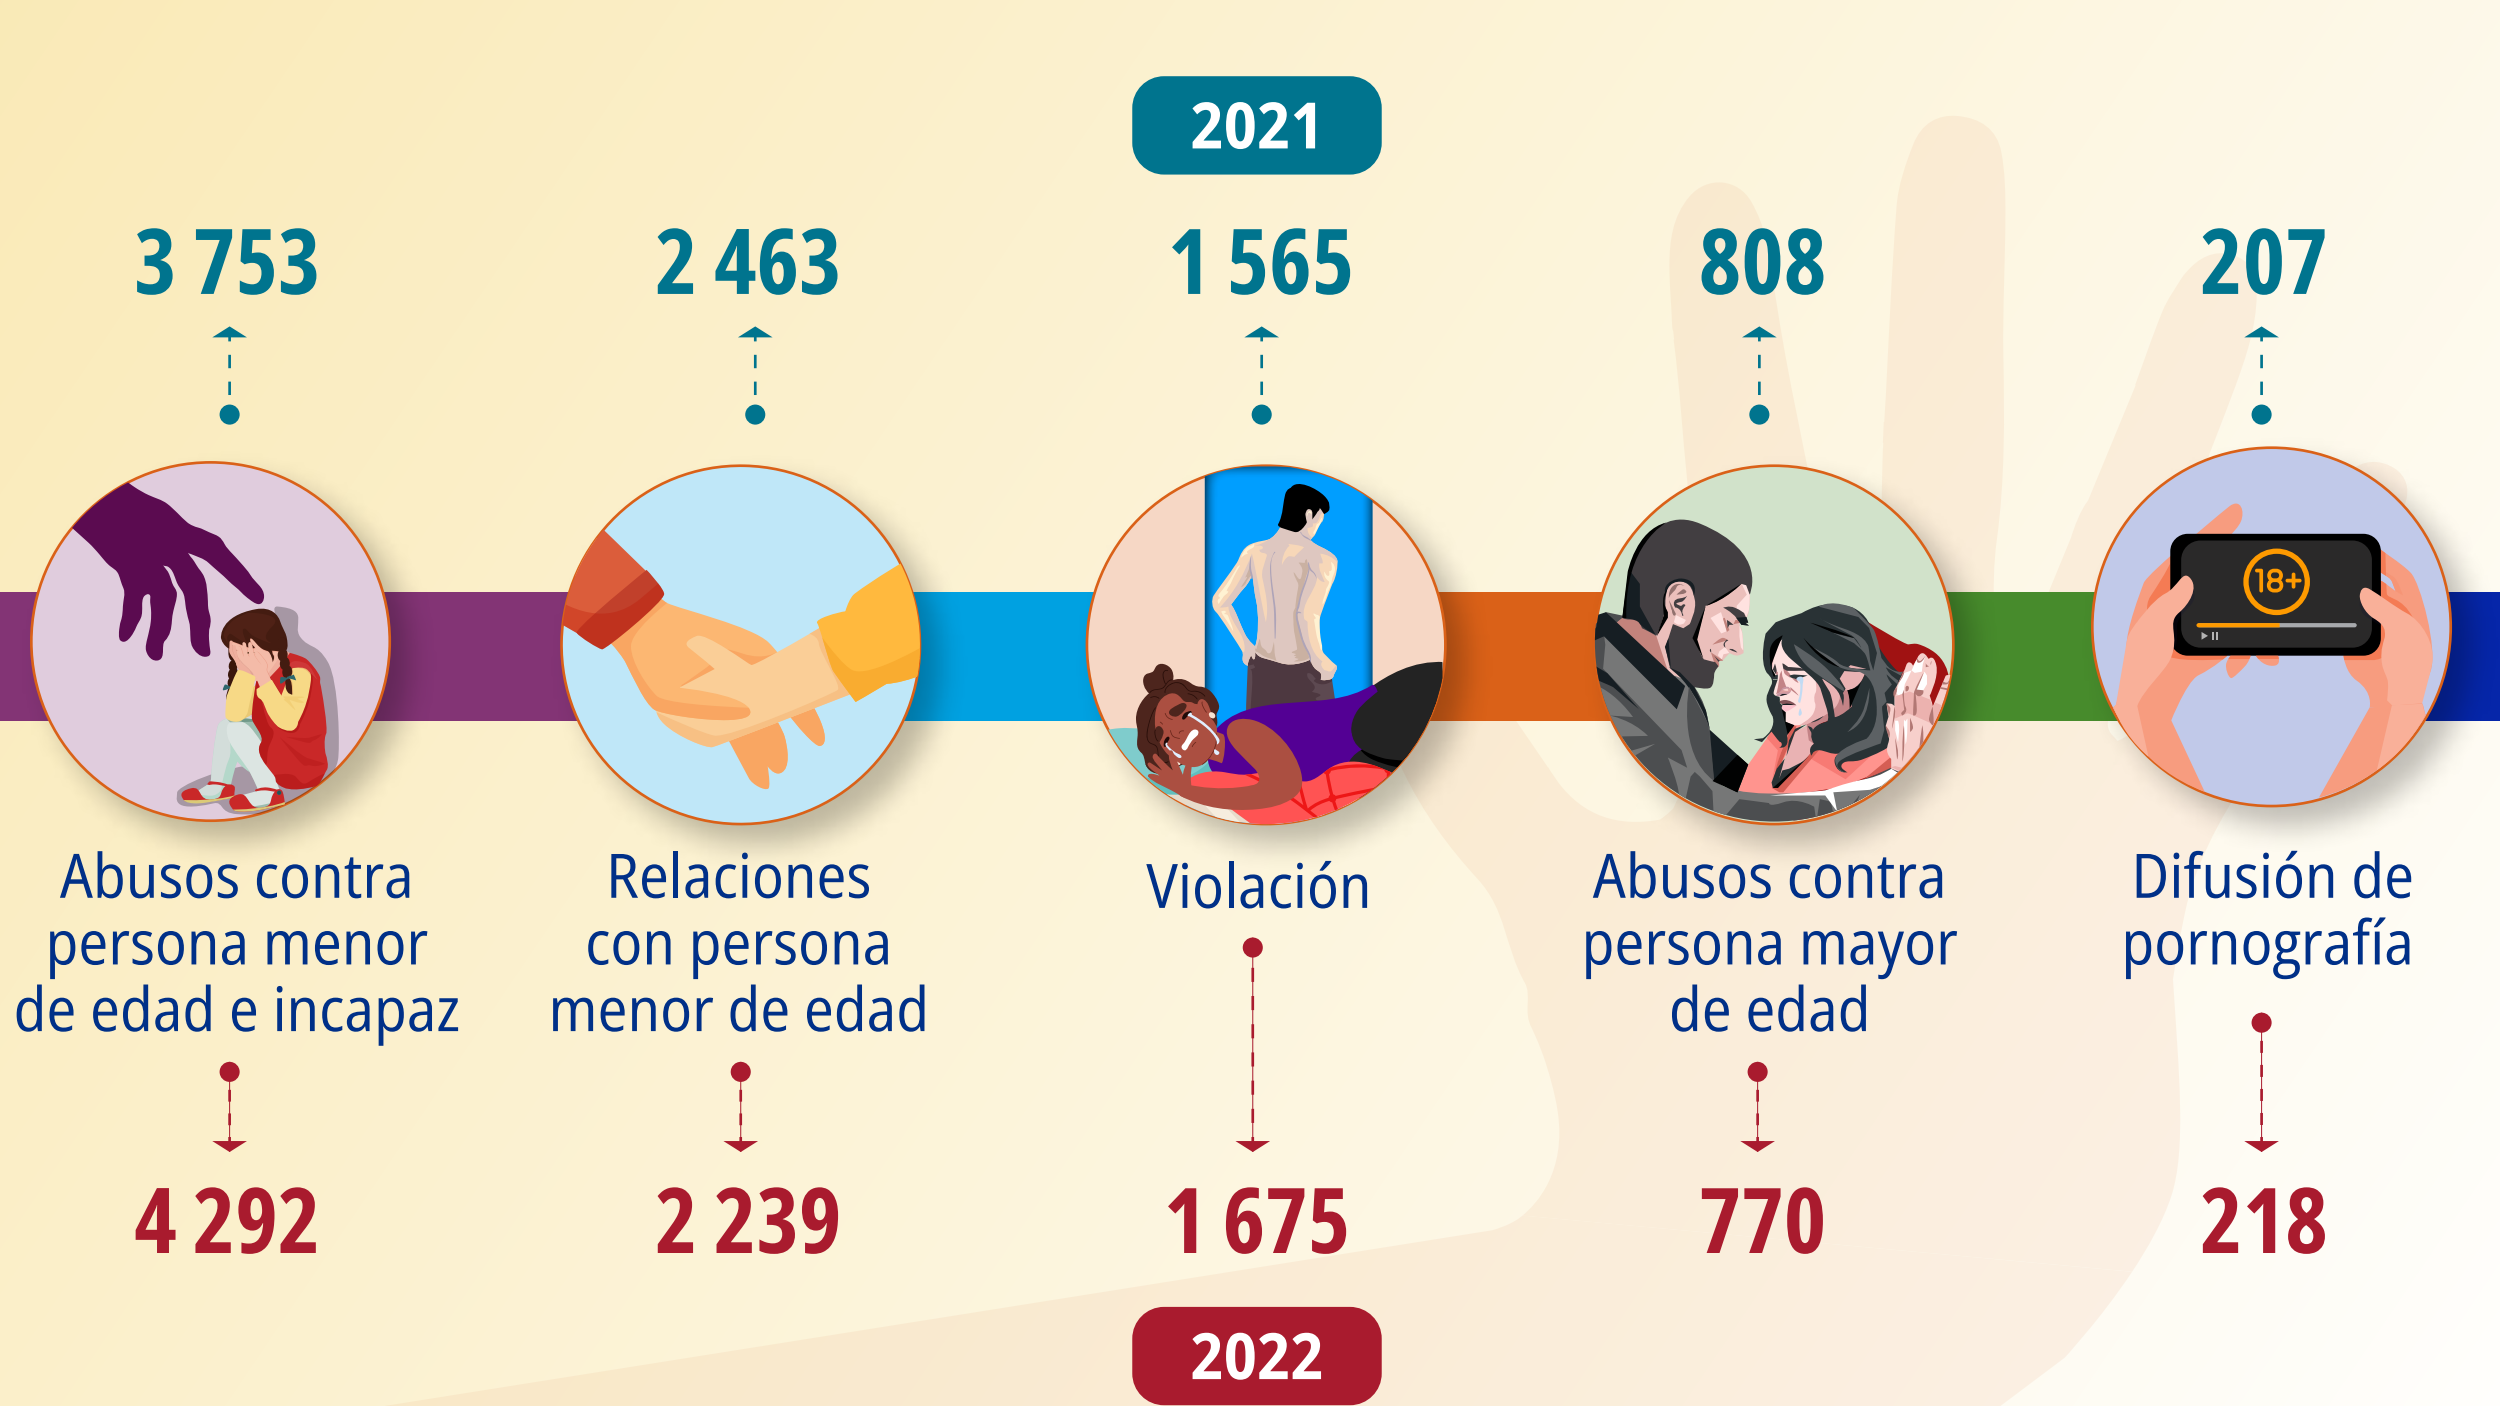 2021
3 753
2 463
1 565
808
207
18+
Abusos contra
persona menor
de edad e incapaz
Relaciones
con persona
menor de edad
Violación
Abusos contra
persona mayor
de edad
Difusión de
pornografía
4 292
2 239
1 675
770
218
2022